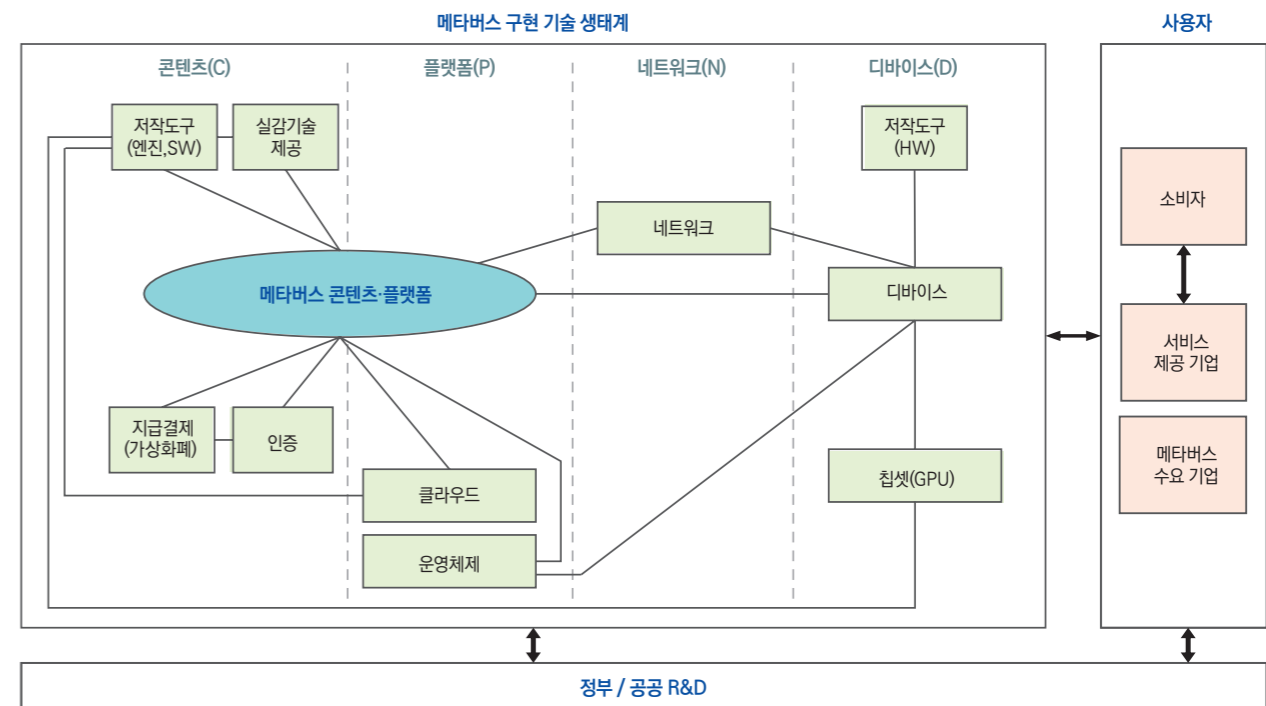 메타버스 구현 기술 생태계
사용자
콘텐츠(C)
플랫폼(P)
네트워크(N)
디바이스(D)
저작도구
(엔진,SW)
실감기술
제공
저작도구
(HW)
소비자
네트워크
메타버스 콘텐츠·플랫폼
디바이스
서비스
제공 기업
지급결제
(가상화폐)
인증
메타버스
수요 기업
클라우드
칩셋(GPU)
운영체제
정부 / 공공 R&D